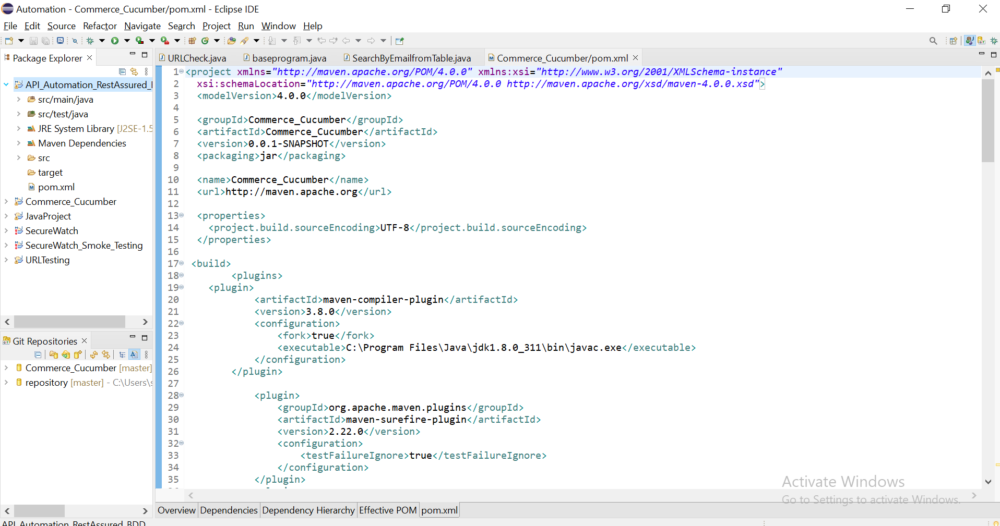 Automation - Commerce_Cucumber/pom.xml - Eclipse IDE
File Edit Source Refactor Navigate Search Project Run Window Help
Package Explorer
API_Automation_RestAssured_
src/main/java
src/test/java
JRE System Library [J2SE-1.5
Maven Dependencies
src
target
pom.xml
Commerce_Cucumber
JavaProject
SecureWatch
SecureWatch_Smoke_Testing
URLTesting
Git Repositories
Commerce_Cucumber [master]
repository [master] - C:\Users\s
URLCheck.java baseprogram.java SearchByEmailfromTable.java Commerce_Cucumber/pom.xml
1 <project xmlns="http://maven.apache.org/POM/4.0.0" xmlns:xsi="http://www.w3.org/2001/XMLSchema-instance"
2 xsi:schemaLocation="http://maven.apache.org/POM/4.0.0 http://maven.apache.org/xsd/maven-4.0.0.xsd">
3 <modelVersion>4.0.0</modelVersion>
4
5 <groupId>Commerce_Cucumber</groupId>
6 <artifactId>Commerce_Cucumber</artifactId>
7 <version>0.0.1-SNAPSHOT</version>
8 <packaging>jar</packaging>
9
10 <name>Commerce_Cucumber</name>
11 <url>http://maven.apache.org</url>
12
13 <properties>
14 <project.build.sourceEncoding>UTF-8</project.build.sourceEncoding>
15 </properties>
16
17 <build>
18 <plugins>
19 <plugin>
20 <artifactId>maven-compiler-plugin</artifactId>
21 <version>3.8.0</version>
22 <configuration>
23 <fork>true</fork>
24 <executable>C:\Program Files\Java\jdk1.8.0_311\bin\javac.exe</executable>
25 </configuration>
26 </plugin>
27
28 <plugin>
29 <groupId>org.apache.maven.plugins</groupId>
30 <artifactId>maven-surefire-plugin</artifactId>
31 <version>2.22.0</version>
32 <configuration>
33 <testFailureIgnore>true</testFailureIgnore>
34 </configuration>
35 </plugin>
Activate Windows
Go to Settings to activate Windows.
Overview Dependencies Dependency Hierarchy Effective POM pom.xml
API_Automation_RestAssured_BDD